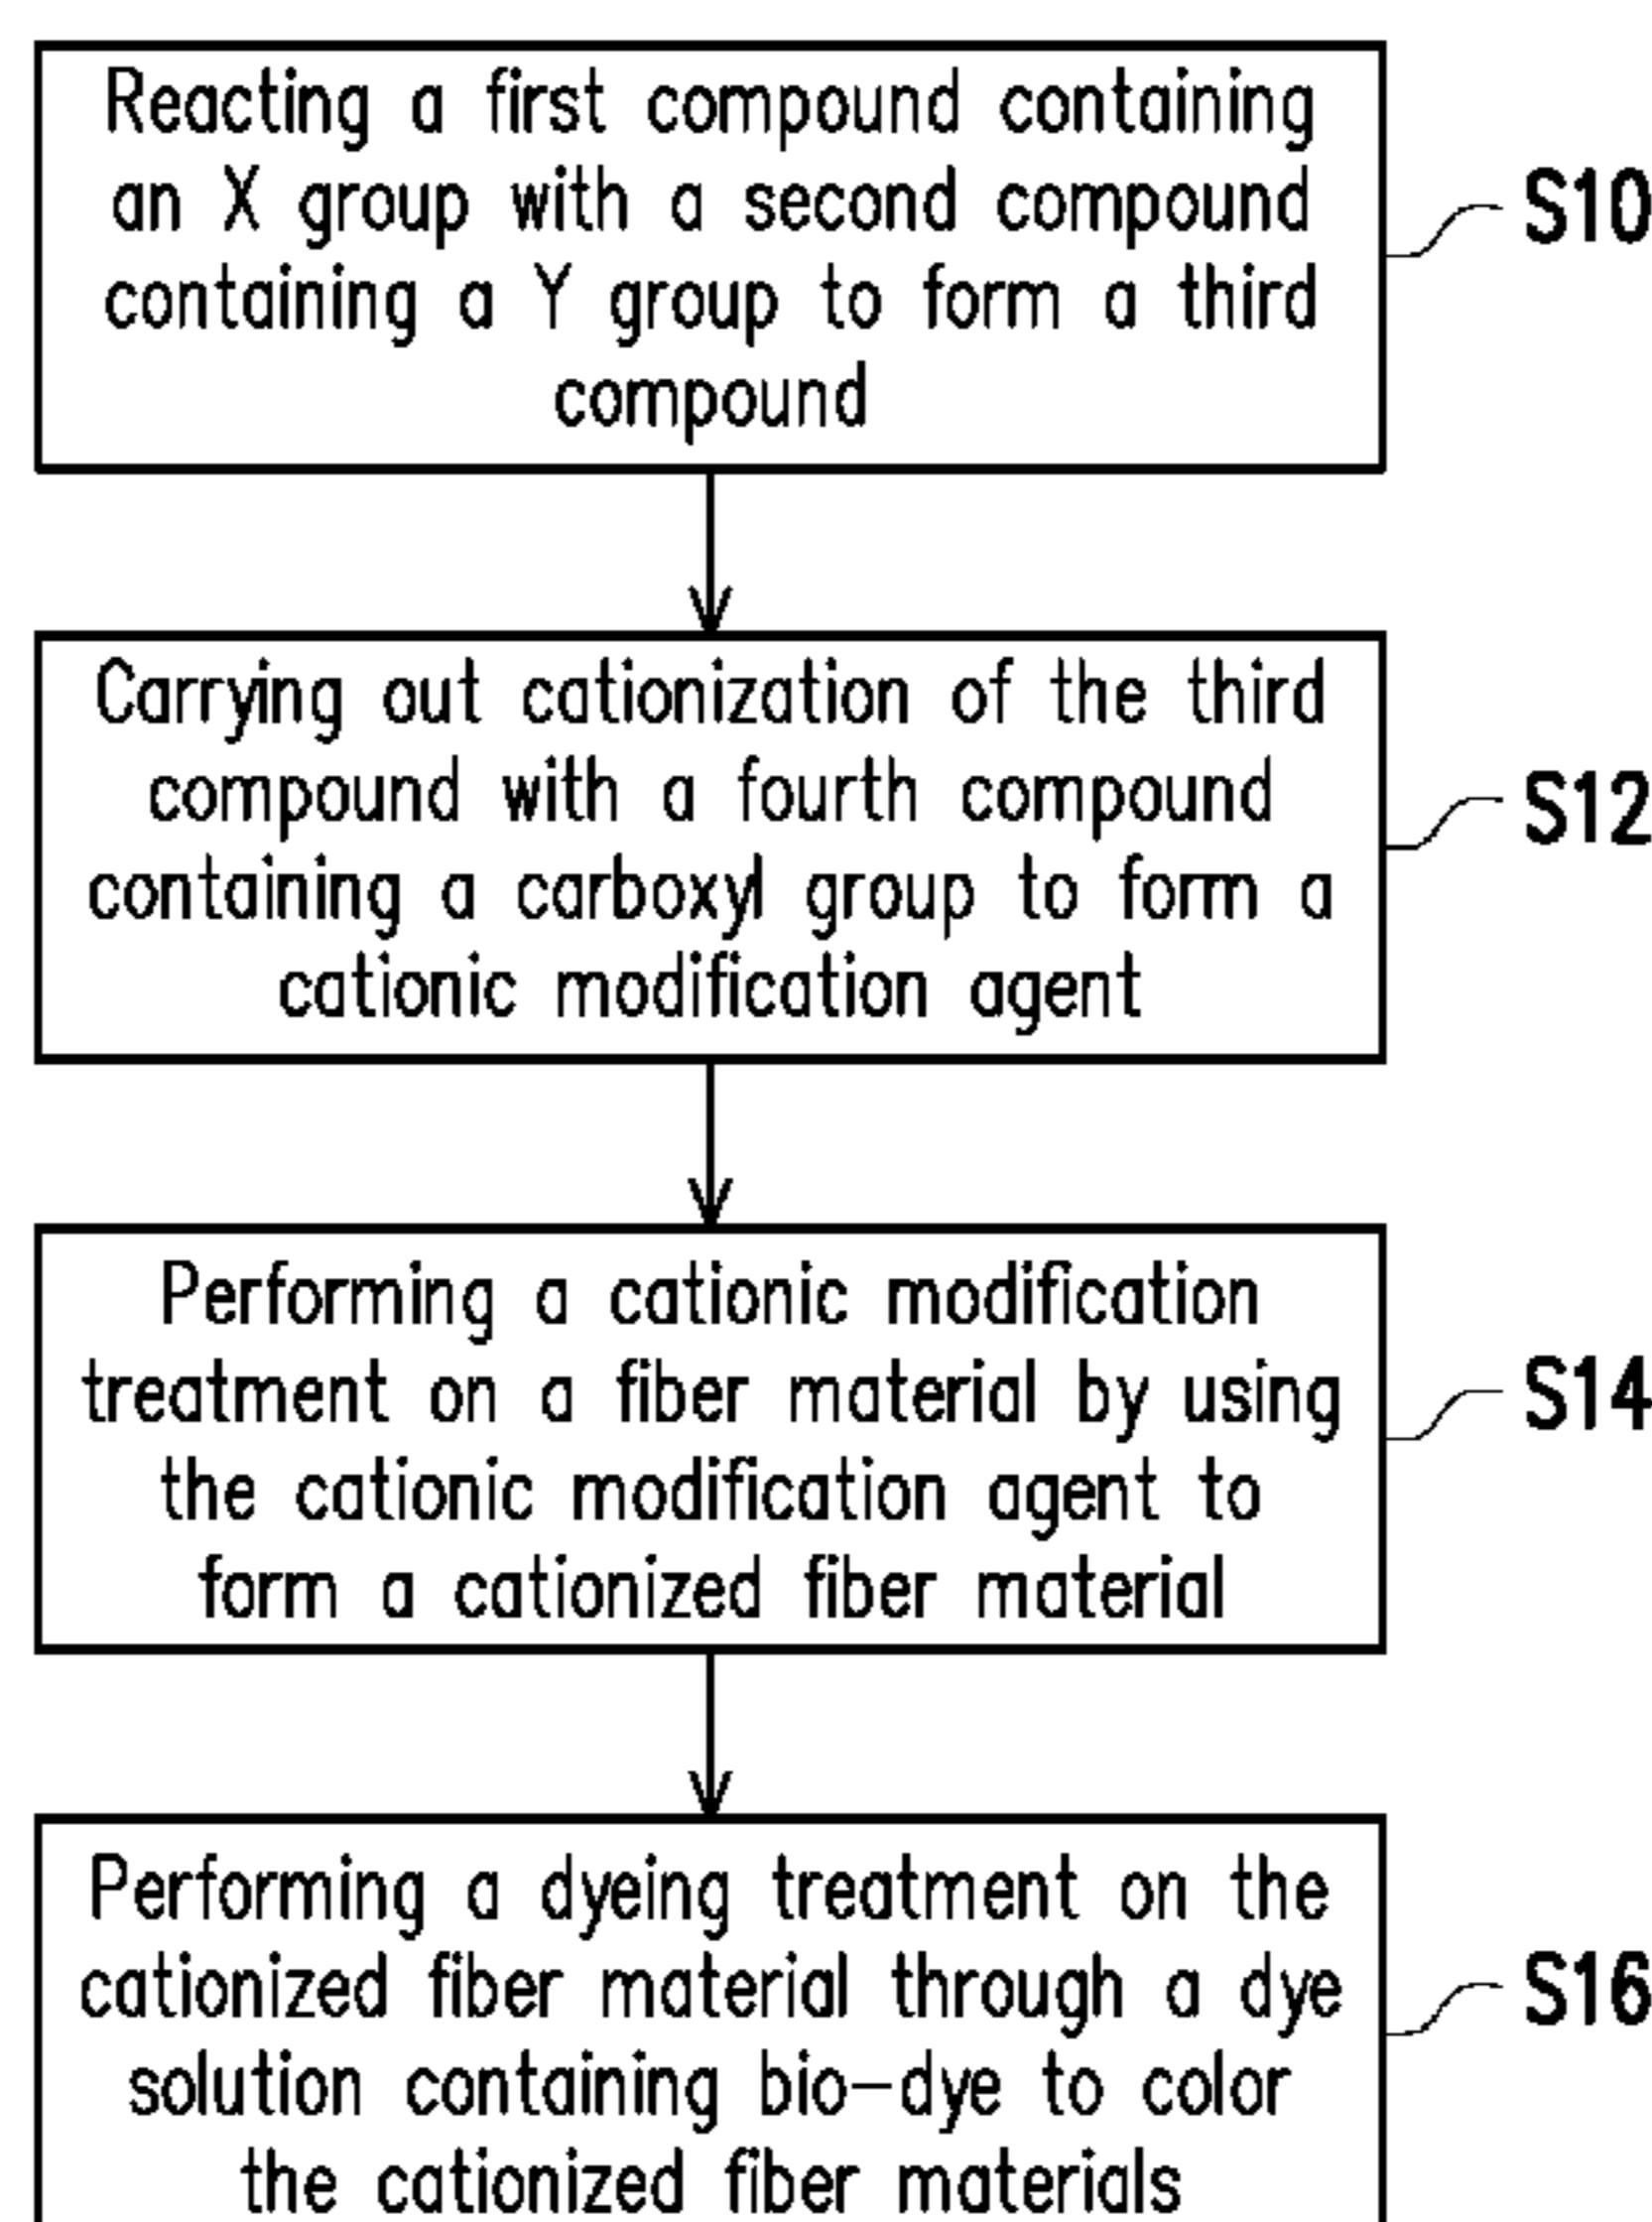 Reacting a first compound containing
an X group with a second compound
containing a Y group to form a third
compound
S10
Carrying out cationization of the third
compound with a fourth compound
containing a carboxyl group to form a
cationic modification agent
S12
Performing a cationic modification
treatment on a fiber material by using
the cationic modification agent to
form a cationized fiber material
S14
Performing a dyeing treatment on the
cationized fiber material through a dye
solution containing bio-dye to color
the cationized fiber materials
S16